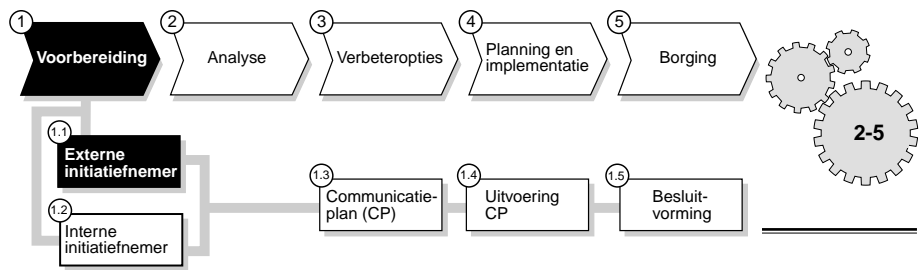 1
Voorbereiding
2
Analyse
3
Verbeteropties
4
Planning en
implementatie
5
Borging
2-5
1.1
Externe
initiatiefnemer
1.2
Interne
initiatiefnemer
1.3
Communicatie-
plan (CP)
1.4
Uitvoering
CP
1.5
Besluit-
vorming